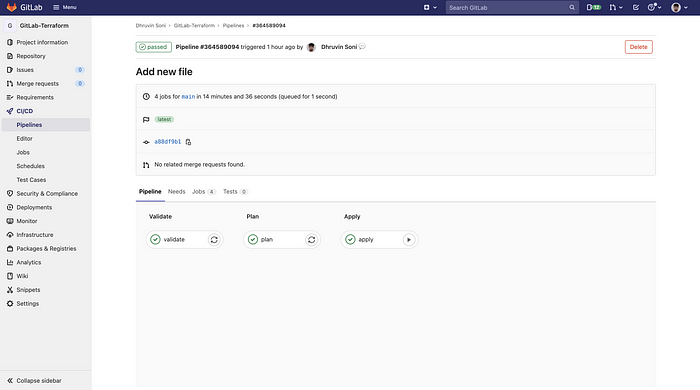 GitLab
Menu
Search GitLab
12
G GitLab-Terraform
Project information
Repository
Issues 0
Merge requests 0
Requirements
CI/CD
Pipelines
Editor
Jobs
Schedules
Test Cases
Security & Compliance
Deployments
Monitor
Infrastructure
Packages & Registries
Analytics
Wiki
Snippets
Settings
Collapse sidebar
Dhruvin Soni > GitLab-Terraform > Pipelines > #364589094
passed Pipeline #364589094 triggered 1 hour ago by Dhruvin Soni
Delete
Add new file
4 jobs for main in 14 minutes and 36 seconds (queued for 1 second)
latest
a88df9b1
No related merge requests found.
Pipeline Needs Jobs 4 Tests 0
Validate Plan Apply
validate plan apply